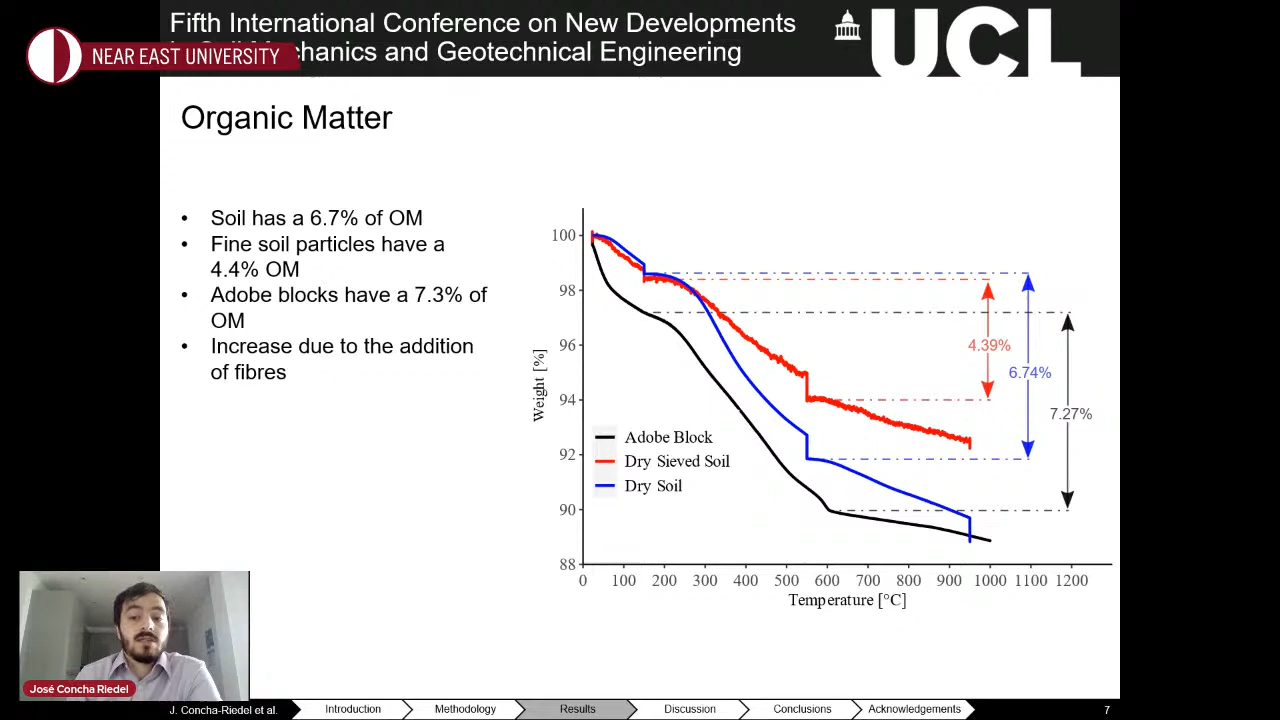 Fifth International Conference on New Developments
chanics and Geotechnical Engineering
NEAR EAST UNIVERSITY
UCL
Organic Matter
• Soil has a 6.7% of OM
• Fine soil particles have a
4.4% OM
• Adobe blocks have a 7.3% of
OM
• Increase due to the addition
of fibres
Weight [%]
100
98
96
94
92
90
88
4.39%
6.74%
7.27%
Adobe Block
Dry Sieved Soil
Dry Soil
0 100 200 300 400 500 600 700 800 900 1000 1100 1200
Temperature [°C]
José Concha Riedel
J. Concha-Riedel et al. Introduction Methodology Results Discussion Conclusions Acknowledgements 7